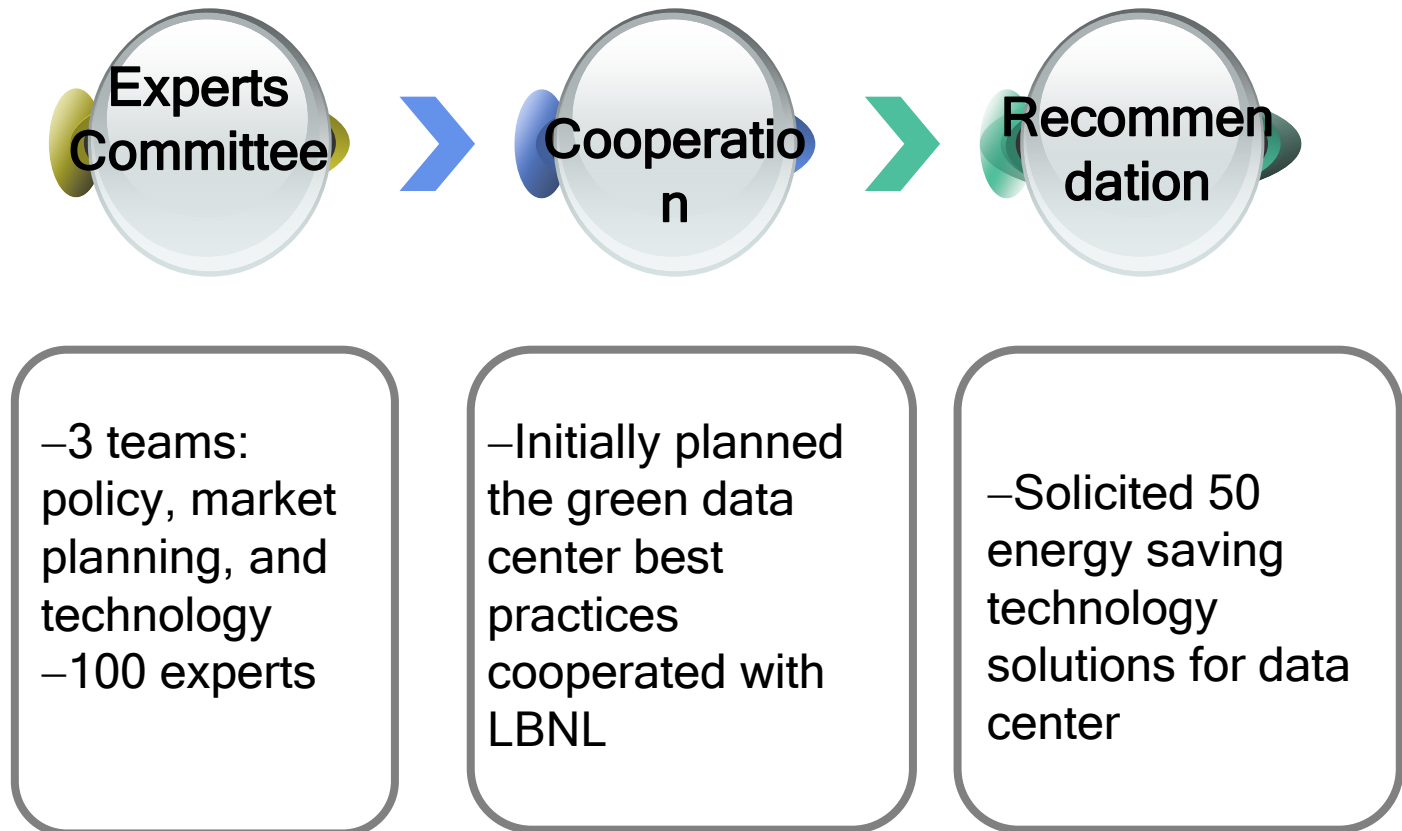 Experts
Committee
Cooperatio
n
Recommen
dation
–3 teams:
policy, market
planning, and
technology
–100 experts
–Initially planned
the green data
center best
practices
cooperated with
LBNL
–Solicited 50
energy saving
technology
solutions for data
center